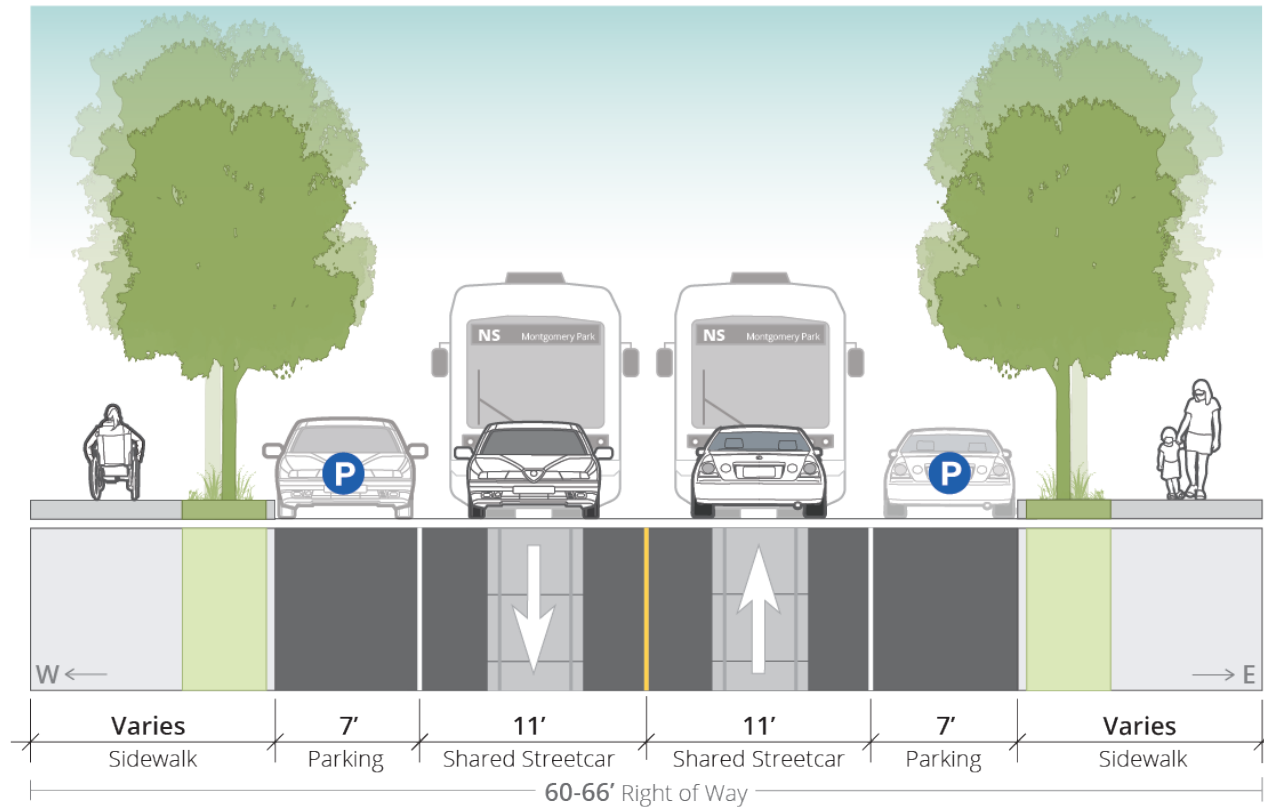 NS Montgomery Park
NS Montgomery Park
P
P
W
E
Varies
7’
11’
11’
7’
Varies
Sidewalk
Parking
Shared Streetcar
Shared Streetcar
Parking
Sidewalk
60-66’ Right of Way